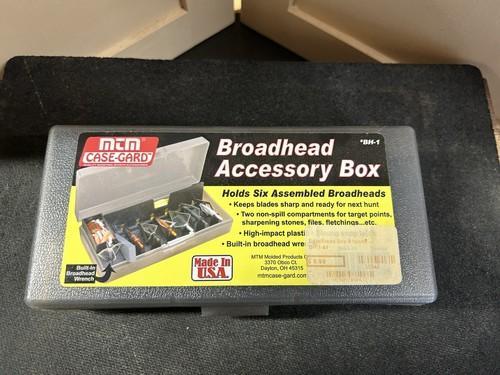 mtm
CASE-GARD
Broadhead
Accessory Box
*BH-1
Holds Six Assembled Broadheads
• Keeps blades sharp and ready for next hunt
• Two non-spill compartments for target points,
sharpening stones, files, fletchings...etc.
• High-impact plasti
• Built-in broadhead wre
Built-in
Broadhead
Wrench
Made In
U.S.A.
MTM Molded Products
3370 Obco Ct.
Dayton, OH 45315
mtmcase-gard.com